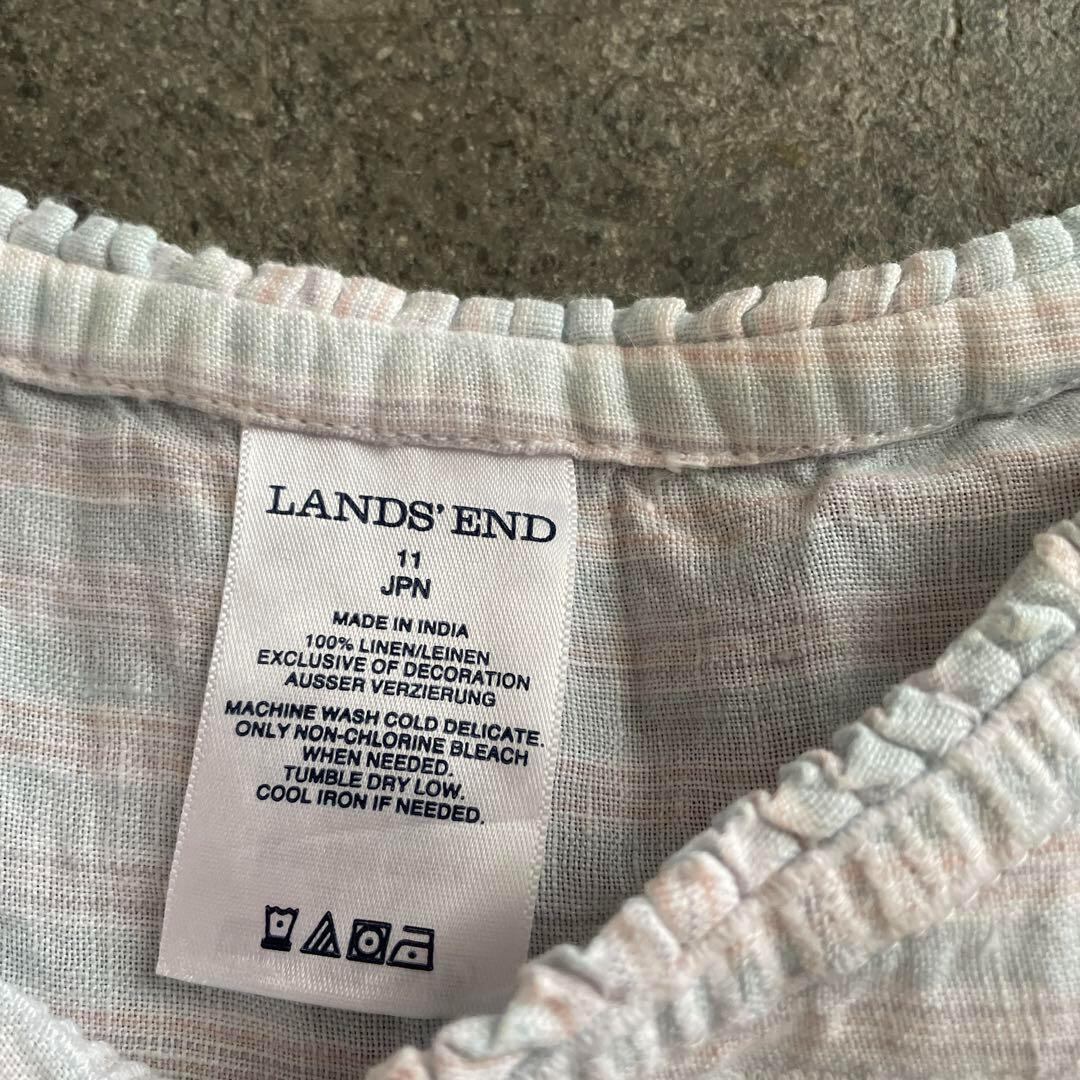 LANDS' END
11
JPN
MADE IN INDIA
100% LINEN/LEINEN
EXCLUSIVE OF DECORATION
AUSSER VERZIERUNG
MACHINE WASH COLD DELICATE.
ONLY NON-CHLORINE BLEACH
WHEN NEEDED.
TUMBLE DRY LOW.
COOL IRON IF NEEDED.